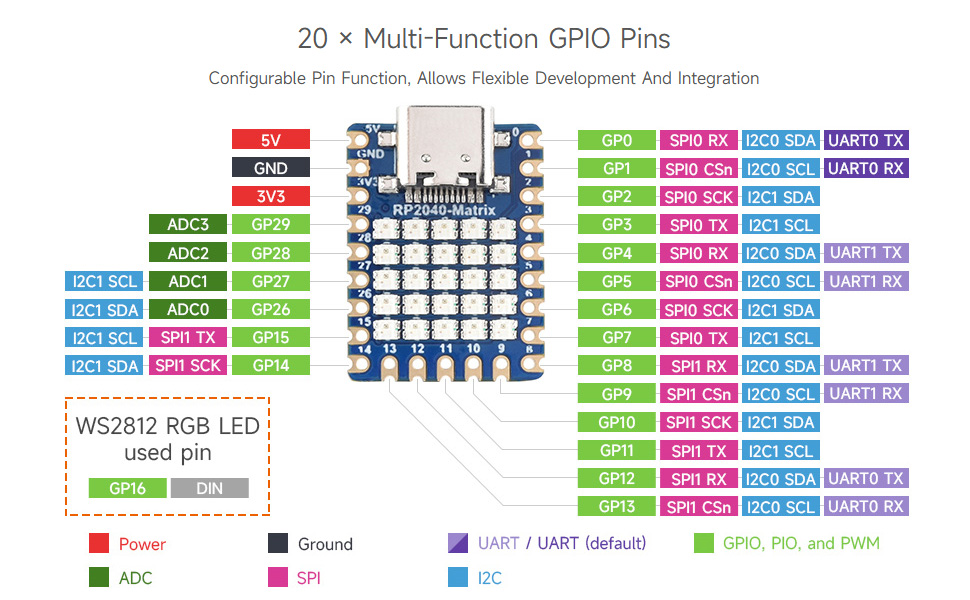 20 × Multi-Function GPIO Pins
Configurable Pin Function, Allows Flexible Development And Integration
5V
GND
3V3
ADC3 GP29
ADC2 GP28
I2C1 SCL ADC1 GP27
I2C1 SDA ADC0 GP26
I2C1 SCL SPI1 TX GP15
I2C1 SDA SPI1 SCK GP14
5V
GND
3V3
29
28
27
26
15
14
RP2040-Matrix
0
1
2
3
7
8
13 12 11 10 9
GP0 SPI0 RX I2C0 SDA UART0 TX
GP1 SPI0 CSn I2C0 SCL UART0 RX
GP2 SPI0 SCK I2C1 SDA
GP3 SPI0 TX I2C1 SCL
GP4 SPI0 RX I2C0 SDA UART1 TX
GP5 SPI0 CSn I2C0 SCL UART1 RX
GP6 SPI0 SCK I2C1 SDA
GP7 SPI0 TX I2C1 SCL
GP8 SPI1 RX I2C0 SDA UART1 TX
GP9 SPI1 CSn I2C0 SCL UART1 RX
GP10 SPI1 SCK I2C1 SDA
GP11 SPI1 TX I2C1 SCL
GP12 SPI1 RX I2C0 SDA UART0 TX
GP13 SPI1 CSn I2C0 SCL UART0 RX
WS2812 RGB LED
used pin
GP16 DIN
Power
Ground
UART / UART (default)
GPIO, PIO, and PWM
ADC
SPI
I2C